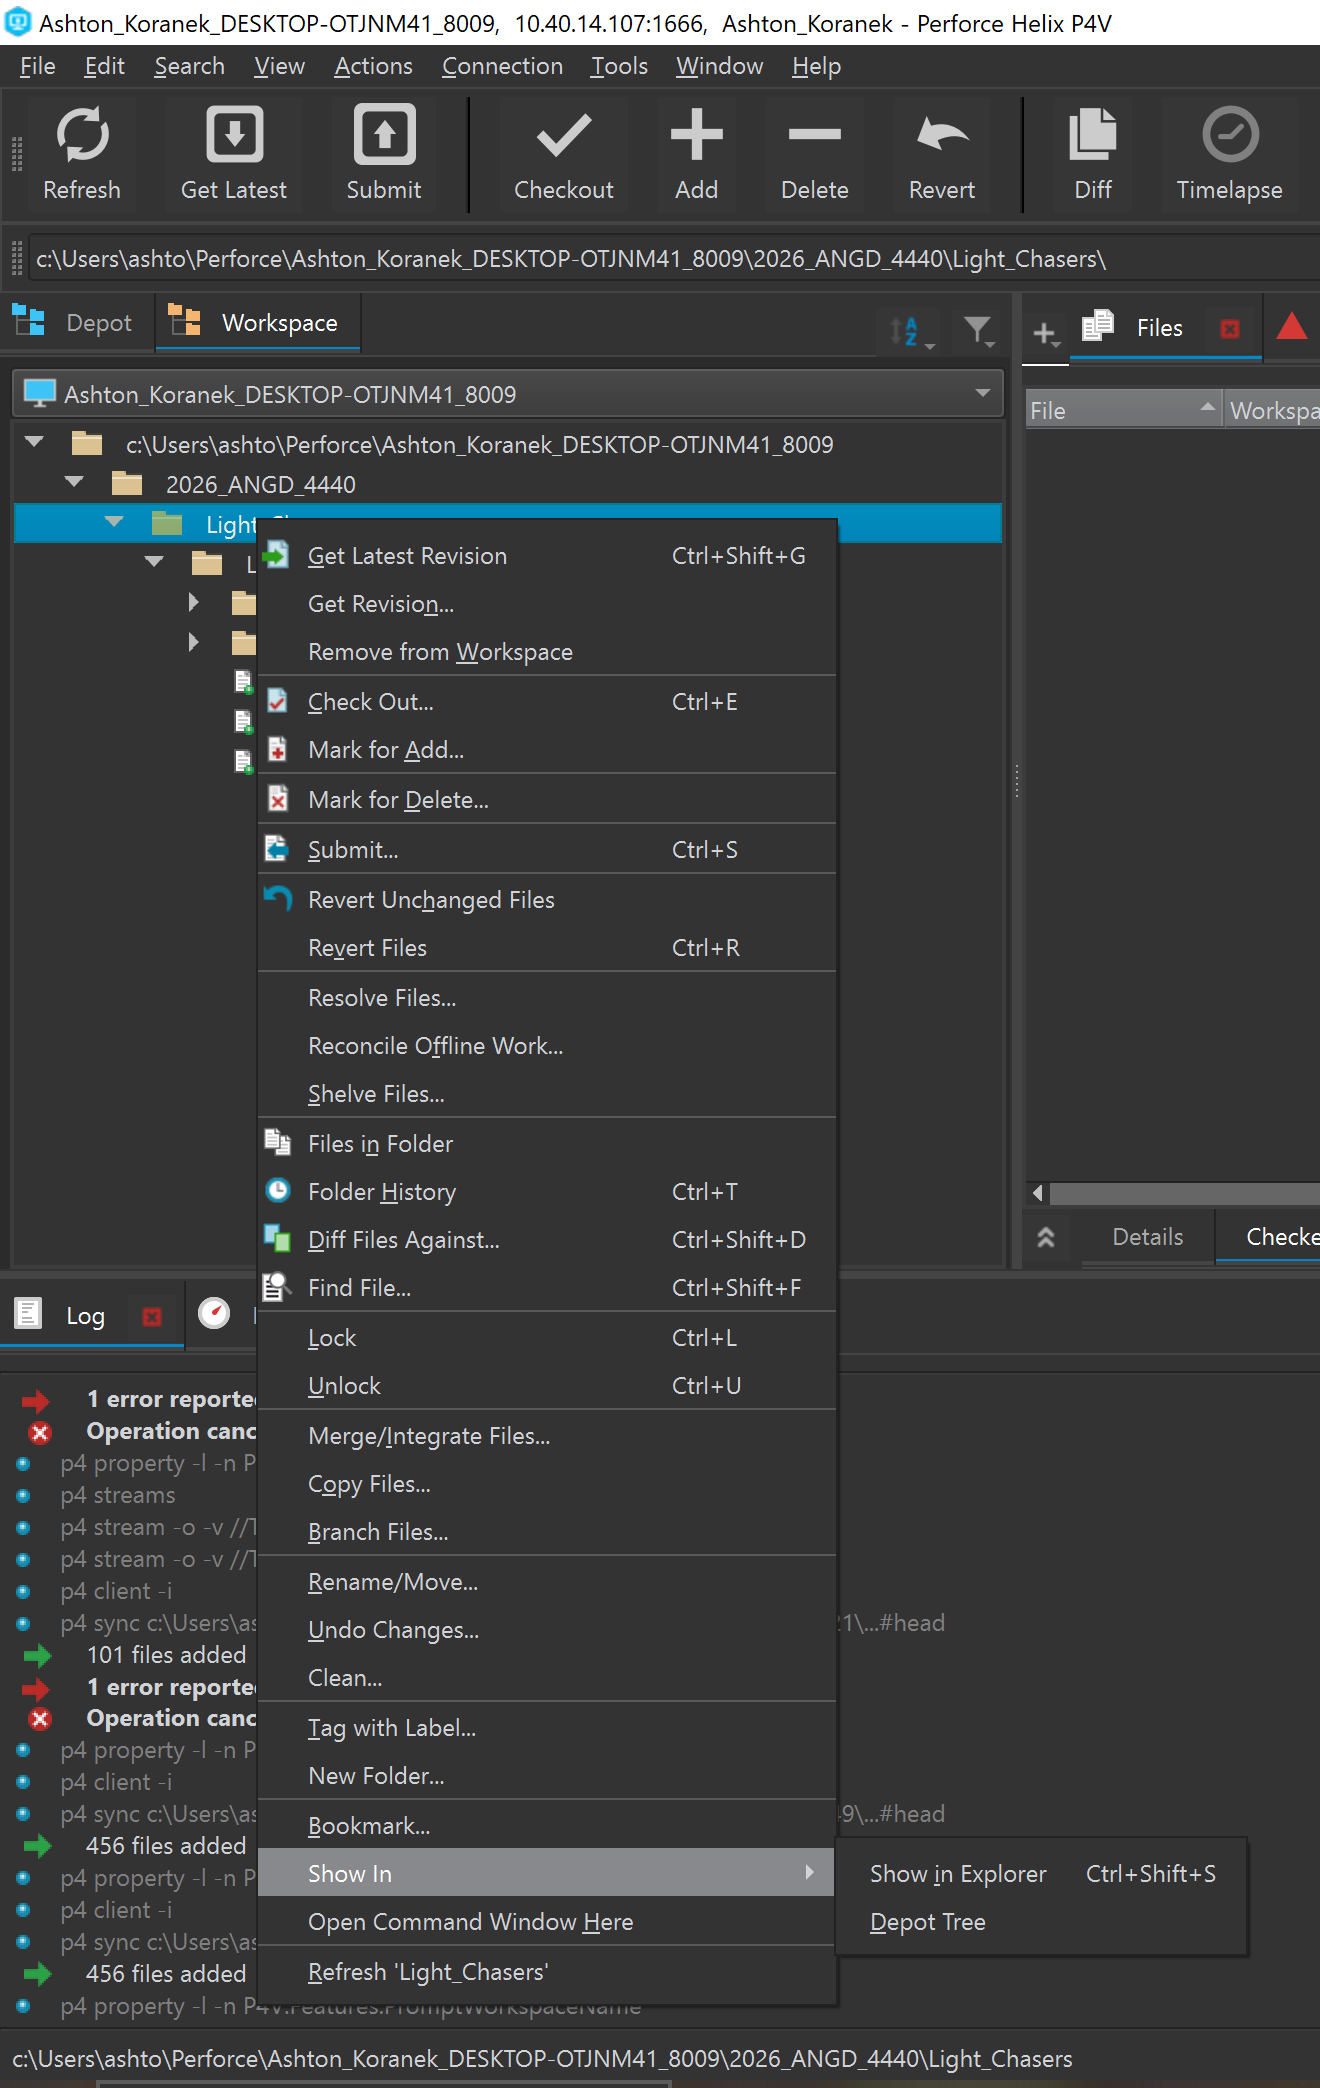 Ashton_Koranek_DESKTOP-OTJNM41_8009, 10.40.14.107:1666, Ashton_Koranek - Perforce Helix P4V
File Edit Search View Actions Connection Tools Window Help
Refresh Get Latest Submit Checkout Add Delete Revert Diff Timelapse
c:\Users\ashto\Perforce\Ashton_Koranek_DESKTOP-OTJNM41_8009\2026_ANGD_4440\Light_Chasers\
Depot Workspace
Files
Ashton_Koranek_DESKTOP-OTJNM41_8009
File Workspa
c:\Users\ashto\Perforce\Ashton_Koranek_DESKTOP-OTJNM41_8009
2026_ANGD_4440
Light
L
Get Latest Revision Ctrl+Shift+G
Get Revision...
Remove from Workspace
Check Out... Ctrl+E
Mark for Add...
Mark for Delete...
Submit... Ctrl+S
Revert Unchanged Files
Revert Files Ctrl+R
Resolve Files...
Reconcile Offline Work...
Shelve Files...
Files in Folder
Folder History Ctrl+T
Diff Files Against... Ctrl+Shift+D
Find File... Ctrl+Shift+F
Lock Ctrl+L
Unlock Ctrl+U
Merge/Integrate Files...
Copy Files...
Branch Files...
Rename/Move...
Undo Changes...
Clean...
Tag with Label...
New Folder...
Bookmark...
Show In
Open Command Window Here
Refresh 'Light_Chasers'
Show in Explorer Ctrl+Shift+S
Depot Tree
Details Checke
Log
1 error reporte
Operation canc
p4 property -l -n P
p4 streams
p4 stream -o -v //T
p4 stream -o -v //T
p4 client -i
p4 sync c:\Users\as 21\...#head
101 files added
1 error reporte
Operation canc
p4 property -l -n P
p4 client -i
p4 sync c:\Users\as 49\...#head
456 files added
p4 property -l -n P
p4 client -i
p4 sync c:\Users\as
456 files added
p4 property -l -n P4V.Features.PromptWorkspaceName
c:\Users\ashto\Perforce\Ashton_Koranek_DESKTOP-OTJNM41_8009\2026_ANGD_4440\Light_Chasers